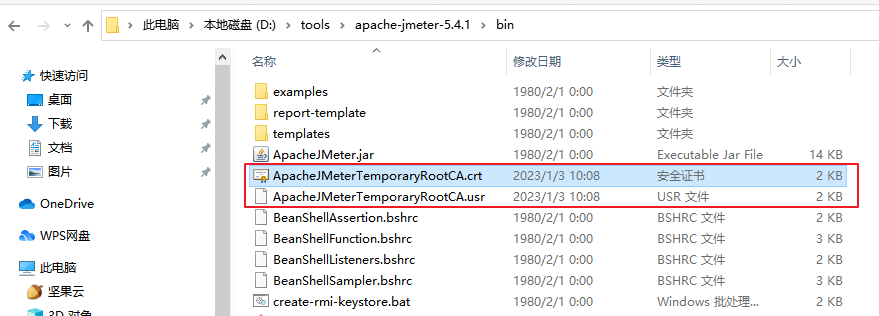 此电脑 > 本地磁盘 (D:) > tools > apache-jmeter-5.4.1 > bin
快速访问
桌面
下载
文档
图片
OneDrive
WPS网盘
此电脑
坚果云
3D 对象
名称 修改日期 类型 大小
examples 1980/2/1 0:00 文件夹
report-template 1980/2/1 0:00 文件夹
templates 1980/2/1 0:00 文件夹
ApacheJMeter.jar 1980/2/1 0:00 Executable Jar File 14 KB
ApacheJMeterTemporaryRootCA.crt 2023/1/3 10:08 安全证书 2 KB
ApacheJMeterTemporaryRootCA.usr 2023/1/3 10:08 USR 文件 2 KB
BeanShellAssertion.bshrc 1980/2/1 0:00 BSHRC 文件 2 KB
BeanShellFunction.bshrc 1980/2/1 0:00 BSHRC 文件 3 KB
BeanShellListeners.bshrc 1980/2/1 0:00 BSHRC 文件 2 KB
BeanShellSampler.bshrc 1980/2/1 0:00 BSHRC 文件 3 KB
create-rmi-keystore.bat 1980/2/1 0:00 Windows 批处理... 2 KB